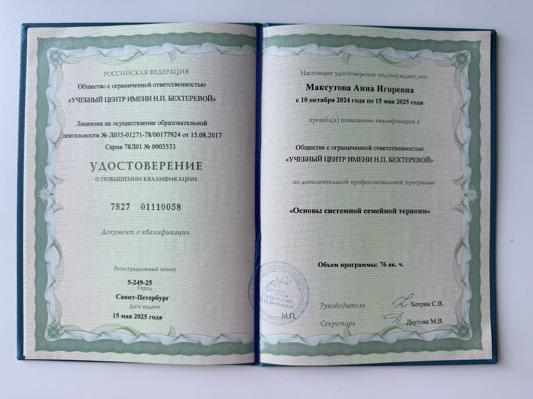 РОССИЙСКАЯ ФЕДЕРАЦИЯ
Общество с ограниченной ответственностью
«УЧЕБНЫЙ ЦЕНТР ИМЕНИ Н.П. БЕХТЕРЕВОЙ»
Лицензия на осуществление образовательной
деятельности № Л035-01271-78/00177924 от 15.08.2017
Серия 78Л01 № 0003533
УДОСТОВЕРЕНИЕ
О ПОВЫШЕНИИ КВАЛИФИКАЦИИ
7827 01110058
Документ о квалификации
Регистрационный номер
5-249-25
Город
Санкт-Петербург
Дата выдачи
15 мая 2025 года
Настоящее удостоверение подтверждает, что
Максутова Анна Игоревна
с 10 октября 2024 года по 15 мая 2025 года
прошёл(а) повышение квалификации в
Обществе с ограниченной ответственностью
«УЧЕБНЫЙ ЦЕНТР ИМЕНИ Н.П. БЕХТЕРЕВОЙ»
по дополнительной профессиональной программе
«Основы системной семейной терапии»
Объем программы: 76 ак. ч.
Руководитель Хетрик С.В.
М.П.
Секретарь Даутова М.В.